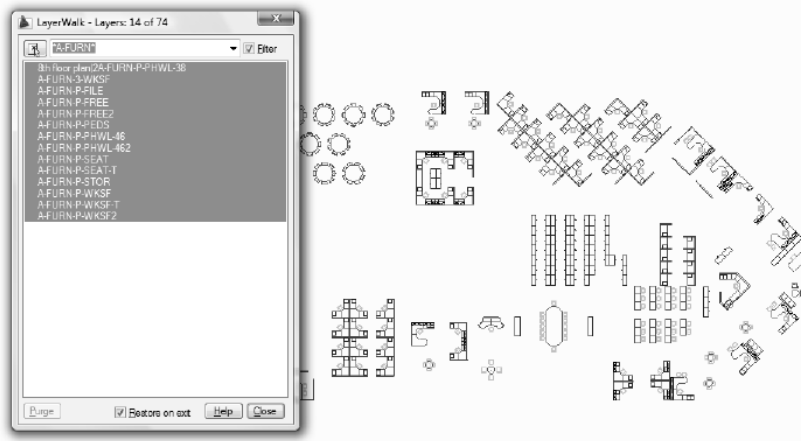 LayerWalk - Layers: 14 of 74
*A-FURN*
Filter
8th floor plan|2A-FURN-P-PHWL-38
A-FURN-3-WKSF
A-FURN-P-FILE
A-FURN-P-FREE
A-FURN-P-FREE2
A-FURN-P-PEDS
A-FURN-P-PHWL-46
A-FURN-P-PHWL-462
A-FURN-P-SEAT
A-FURN-P-SEAT-T
A-FURN-P-STOR
A-FURN-P-WKSF
A-FURN-P-WKSF-T
A-FURN-P-WKSF2
Purge
Restore on exit
Help
Close